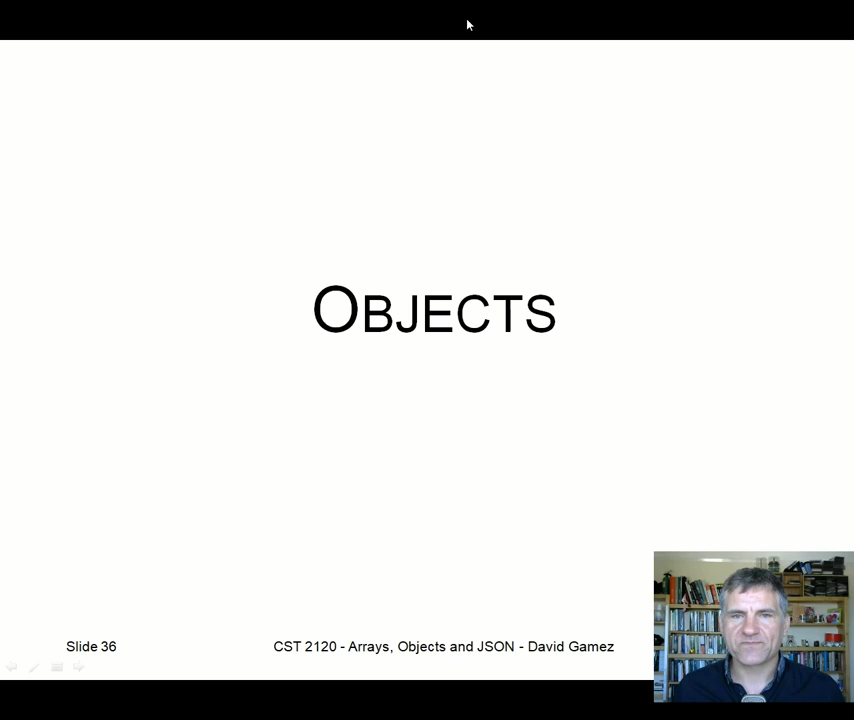 OBJECTS
Slide 36
CST 2120 - Arrays, Objects and JSON - David Gamez